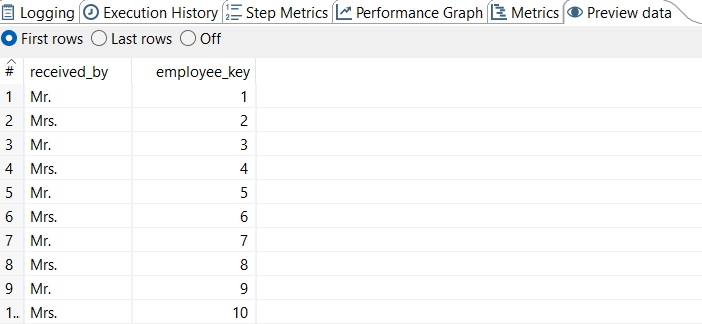 Logging Execution History Step Metrics Performance Graph Metrics Preview data
First rows Last rows Off
# received_by employee_key
1 Mr. 1
2 Mrs. 2
3 Mr. 3
4 Mrs. 4
5 Mr. 5
6 Mrs. 6
7 Mr. 7
8 Mrs. 8
9 Mr. 9
1.. Mrs. 10